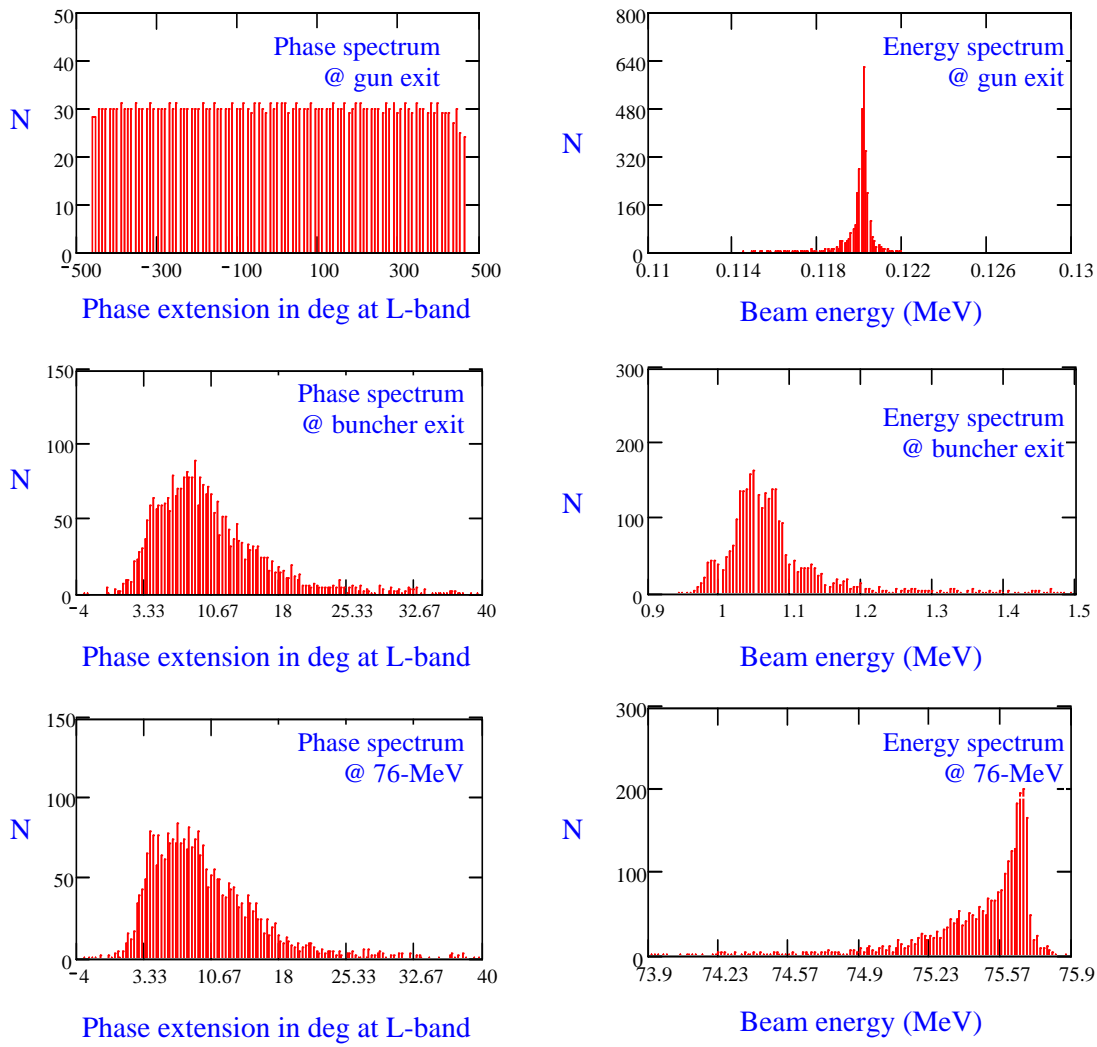 50
40
30
20
10
0
N
Phase spectrum
@ gun exit
-500
-300
-100
100
300
500
Phase extension in deg at L-band
800
640
480
320
160
0
N
Energy spectrum
@ gun exit
0.11
0.114
0.118
0.122
0.126
0.13
Beam energy (MeV)
150
100
50
0
N
Phase spectrum
@ buncher exit
-4
3.33
10.67
18
25.33
32.67
40
Phase extension in deg at L-band
300
200
100
0
N
Energy spectrum
@ buncher exit
0.9
1
1.1
1.2
1.3
1.4
1.5
Beam energy (MeV)
150
100
50
0
N
Phase spectrum
@ 76-MeV
-4
3.33
10.67
18
25.33
32.67
40
Phase extension in deg at L-band
300
200
100
0
N
Energy spectrum
@ 76-MeV
73.9
74.23
74.57
74.9
75.23
75.57
75.9
Beam energy (MeV)